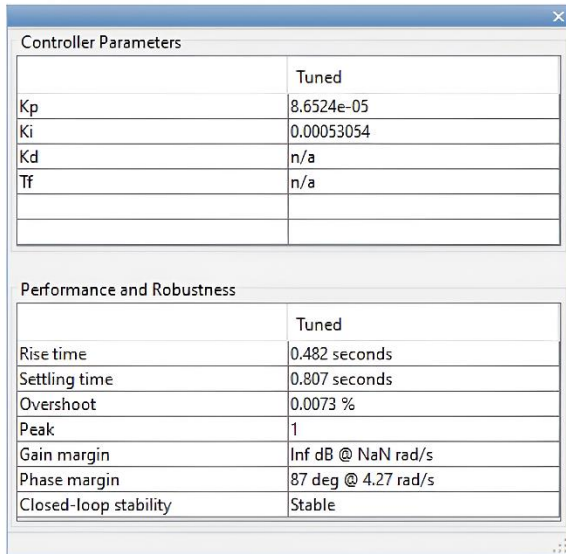 Controller Parameters
Tuned
Kp 8.6524e-05
Ki 0.00053054
Kd n/a
Tf n/a
Performance and Robustness
Tuned
Rise time 0.482 seconds
Settling time 0.807 seconds
Overshoot 0.0073 %
Peak 1
Gain margin Inf dB @ NaN rad/s
Phase margin 87 deg @ 4.27 rad/s
Closed-loop stability Stable